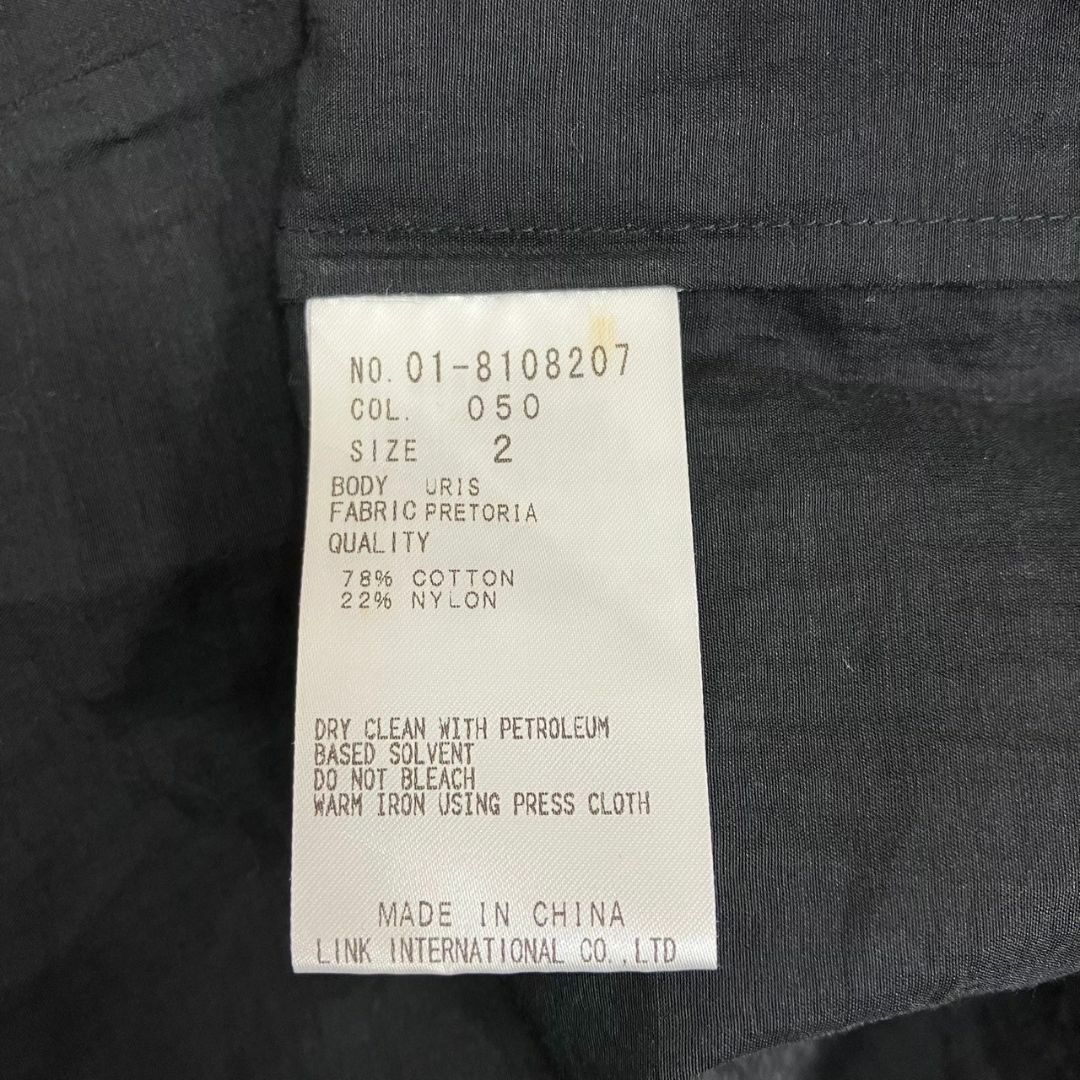 NO. 01-8108207
COL. 050
SIZE 2
BODY URIS
FABRIC PRETORIA
QUALITY
78% COTTON
22% NYLON
DRY CLEAN WITH PETROLEUM
BASED SOLVENT
DO NOT BLEACH
WARM IRON USING PRESS CLOTH
MADE IN CHINA
LINK INTERNATIONAL CO.,LTD